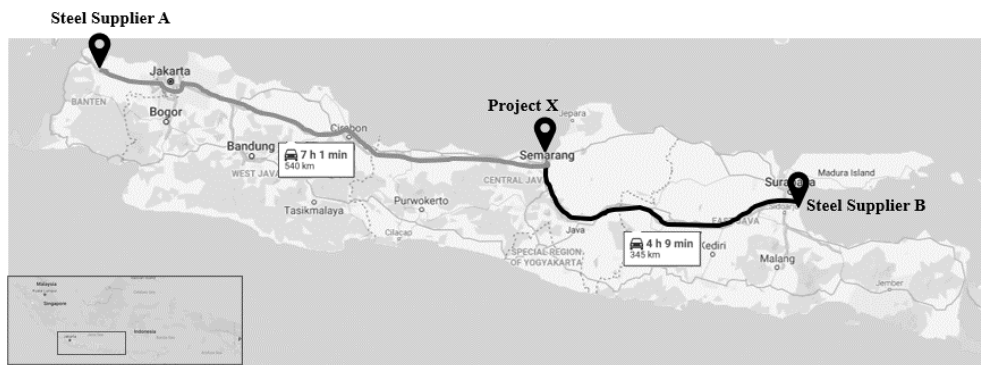 Steel Supplier A
Jakarta
BANTEN
Bogor
Project X
Jepara
Cirebon
Semarang
7 h 1 min
540 km
Bandung
WEST JAVA
CENTRAL JAVA
Madura Island
Surabaya
Steel Supplier B
Tasikmalaya
Purwokerto
Cilacap
Java
EAST JAVA
4 h 9 min
345 km
Kediri
SPECIAL REGION
OF YOGYAKARTA
Malang
Jember
Malaysia
Singapore
Indonesia